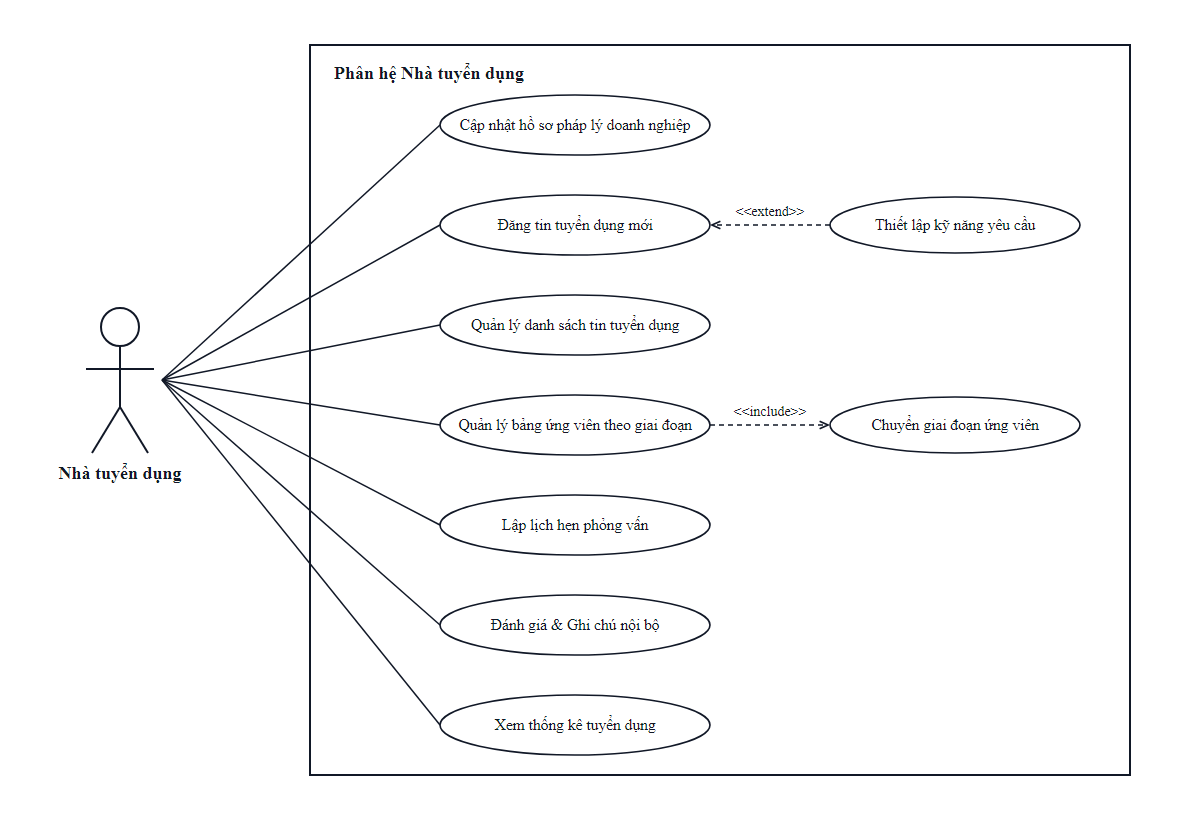 Phân hệ Nhà tuyển dụng
Cập nhật hồ sơ pháp lý doanh nghiệp
Đăng tin tuyển dụng mới
<<extend>>
Thiết lập kỹ năng yêu cầu
Quản lý danh sách tin tuyển dụng
Quản lý bảng ứng viên theo giai đoạn
<<include>>
Chuyển giai đoạn ứng viên
Nhà tuyển dụng
Lập lịch hẹn phỏng vấn
Đánh giá & Ghi chú nội bộ
Xem thống kê tuyển dụng